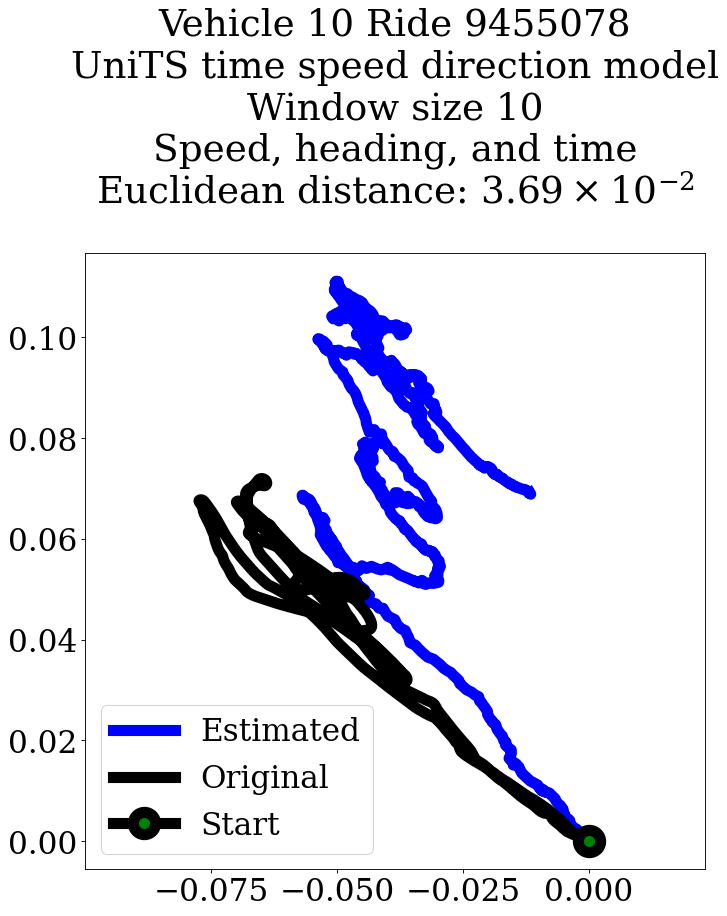 Vehicle 10 Ride 9455078
UniTS time speed direction model
Window size 10
Speed, heading, and time
Euclidean distance: 3.69 × 10⁻²
0.10
0.08
0.06
0.04
0.02
0.00
Estimated
Original
Start
−0.075 −0.050 −0.025 0.000